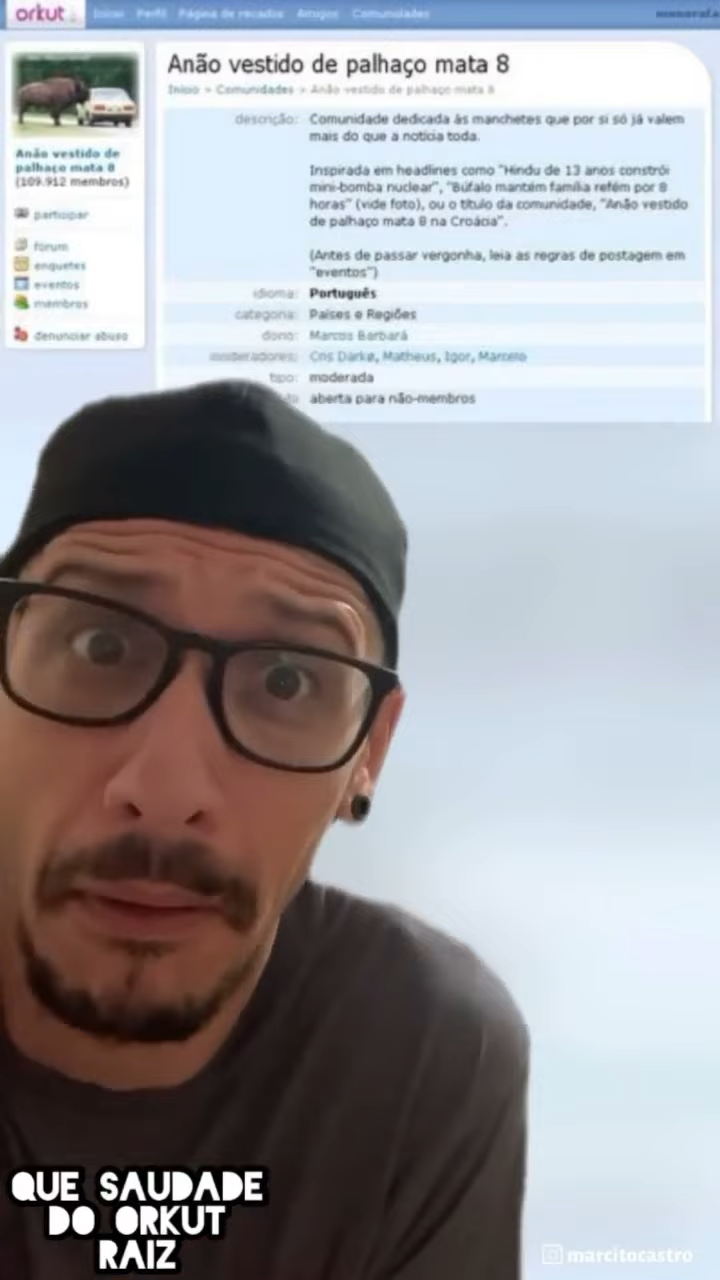 orkut
Início Perfil Página de recados Amigos Comunidades
Anão vestido de palhaço mata 8
Início > Comunidades > Anão vestido de palhaço mata 8
Anão vestido de
palhaço mata 8
(109.912 membros)
participar
fórum
enquetes
eventos
membros
denunciar abuso
descrição: Comunidade dedicada às manchetes que por si só já valem
mais do que a notícia toda.
Inspirada em headlines como "Hindu de 13 anos constrói
mini-bomba nuclear", "Búfalo mantém família refém por 8
horas" (vide foto), ou o título da comunidade, "Anão vestido
de palhaço mata 8 na Croácia".
(Antes de passar vergonha, leia as regras de postagem em
"eventos")
idioma: Português
categoria: Países e Regiões
dono: Marcos Barbará
moderadores: Cris Darkø, Matheus, Igor, Marcelo
tipo: moderada
aberta para não-membros
QUE SAUDADE
DO ORKUT
RAIZ
marcitocastro